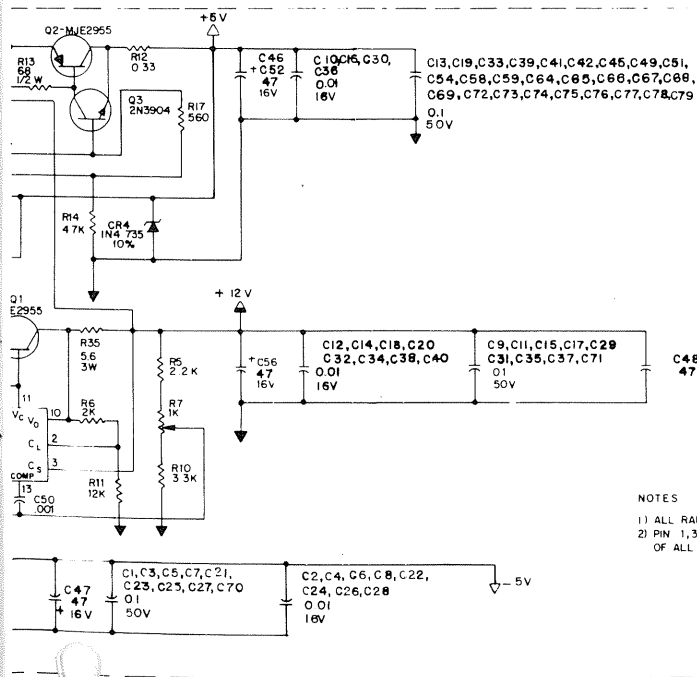 +5V
Q2-MJE2955
R13
68
1/2 W
R12
0 33
Q3
2N3904
R17
560
C46
+ C52
47
16V
C10,C16, C30,
C36
0.01
16V
C13, C19, C33, C39, C41, C42, C45, C49, C51,
C54, C58, C59, C64, C65, C66, C67, C68,
C69, C72, C73, C74, C75, C76, C77, C78, C79
0.1
50V
R14
4 7K
CR4
1N4 735
10%
+ 12V
Q1
E2955
R35
5.6
3W
R5
2.2 K
+ C56
47
16V
C12, C14, C18, C20
C32, C34, C38, C40
0.01
16V
C9, C11, C15, C17, C29
C31, C35, C37, C71
01
50V
C48
47
11
VC VO
10
R6
2K
R7
1K
CL
2
CS
3
COMP
13
R11
12K
R10
3 3K
C50
.001
NOTES
1) ALL RA
2) PIN 1,3
OF ALL
C47
47
+ 16V
C1, C3, C5, C7, C21,
C23, C25, C27, C70
0.1
50V
C2, C4, C6, C8, C22,
C24, C26, C28
0 01
16V
- 5V